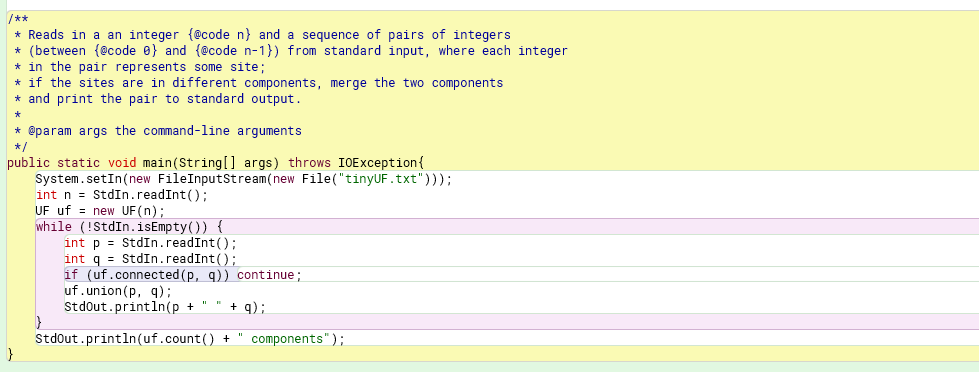 /**
 * Reads in a an integer {@code n} and a sequence of pairs of integers
 * (between {@code 0} and {@code n-1}) from standard input, where each integer
 * in the pair represents some site;
 * if the sites are in different components, merge the two components
 * and print the pair to standard output.
 *
 * @param args the command-line arguments
 */
public static void main(String[] args) throws IOException{
    System.setIn(new FileInputStream(new File("tinyUF.txt")));
    int n = StdIn.readInt();
    UF uf = new UF(n);
    while (!StdIn.isEmpty()) {
        int p = StdIn.readInt();
        int q = StdIn.readInt();
        if (uf.connected(p, q)) continue;
        uf.union(p, q);
        StdOut.println(p + " " + q);
    }
    StdOut.println(uf.count() + " components");
}